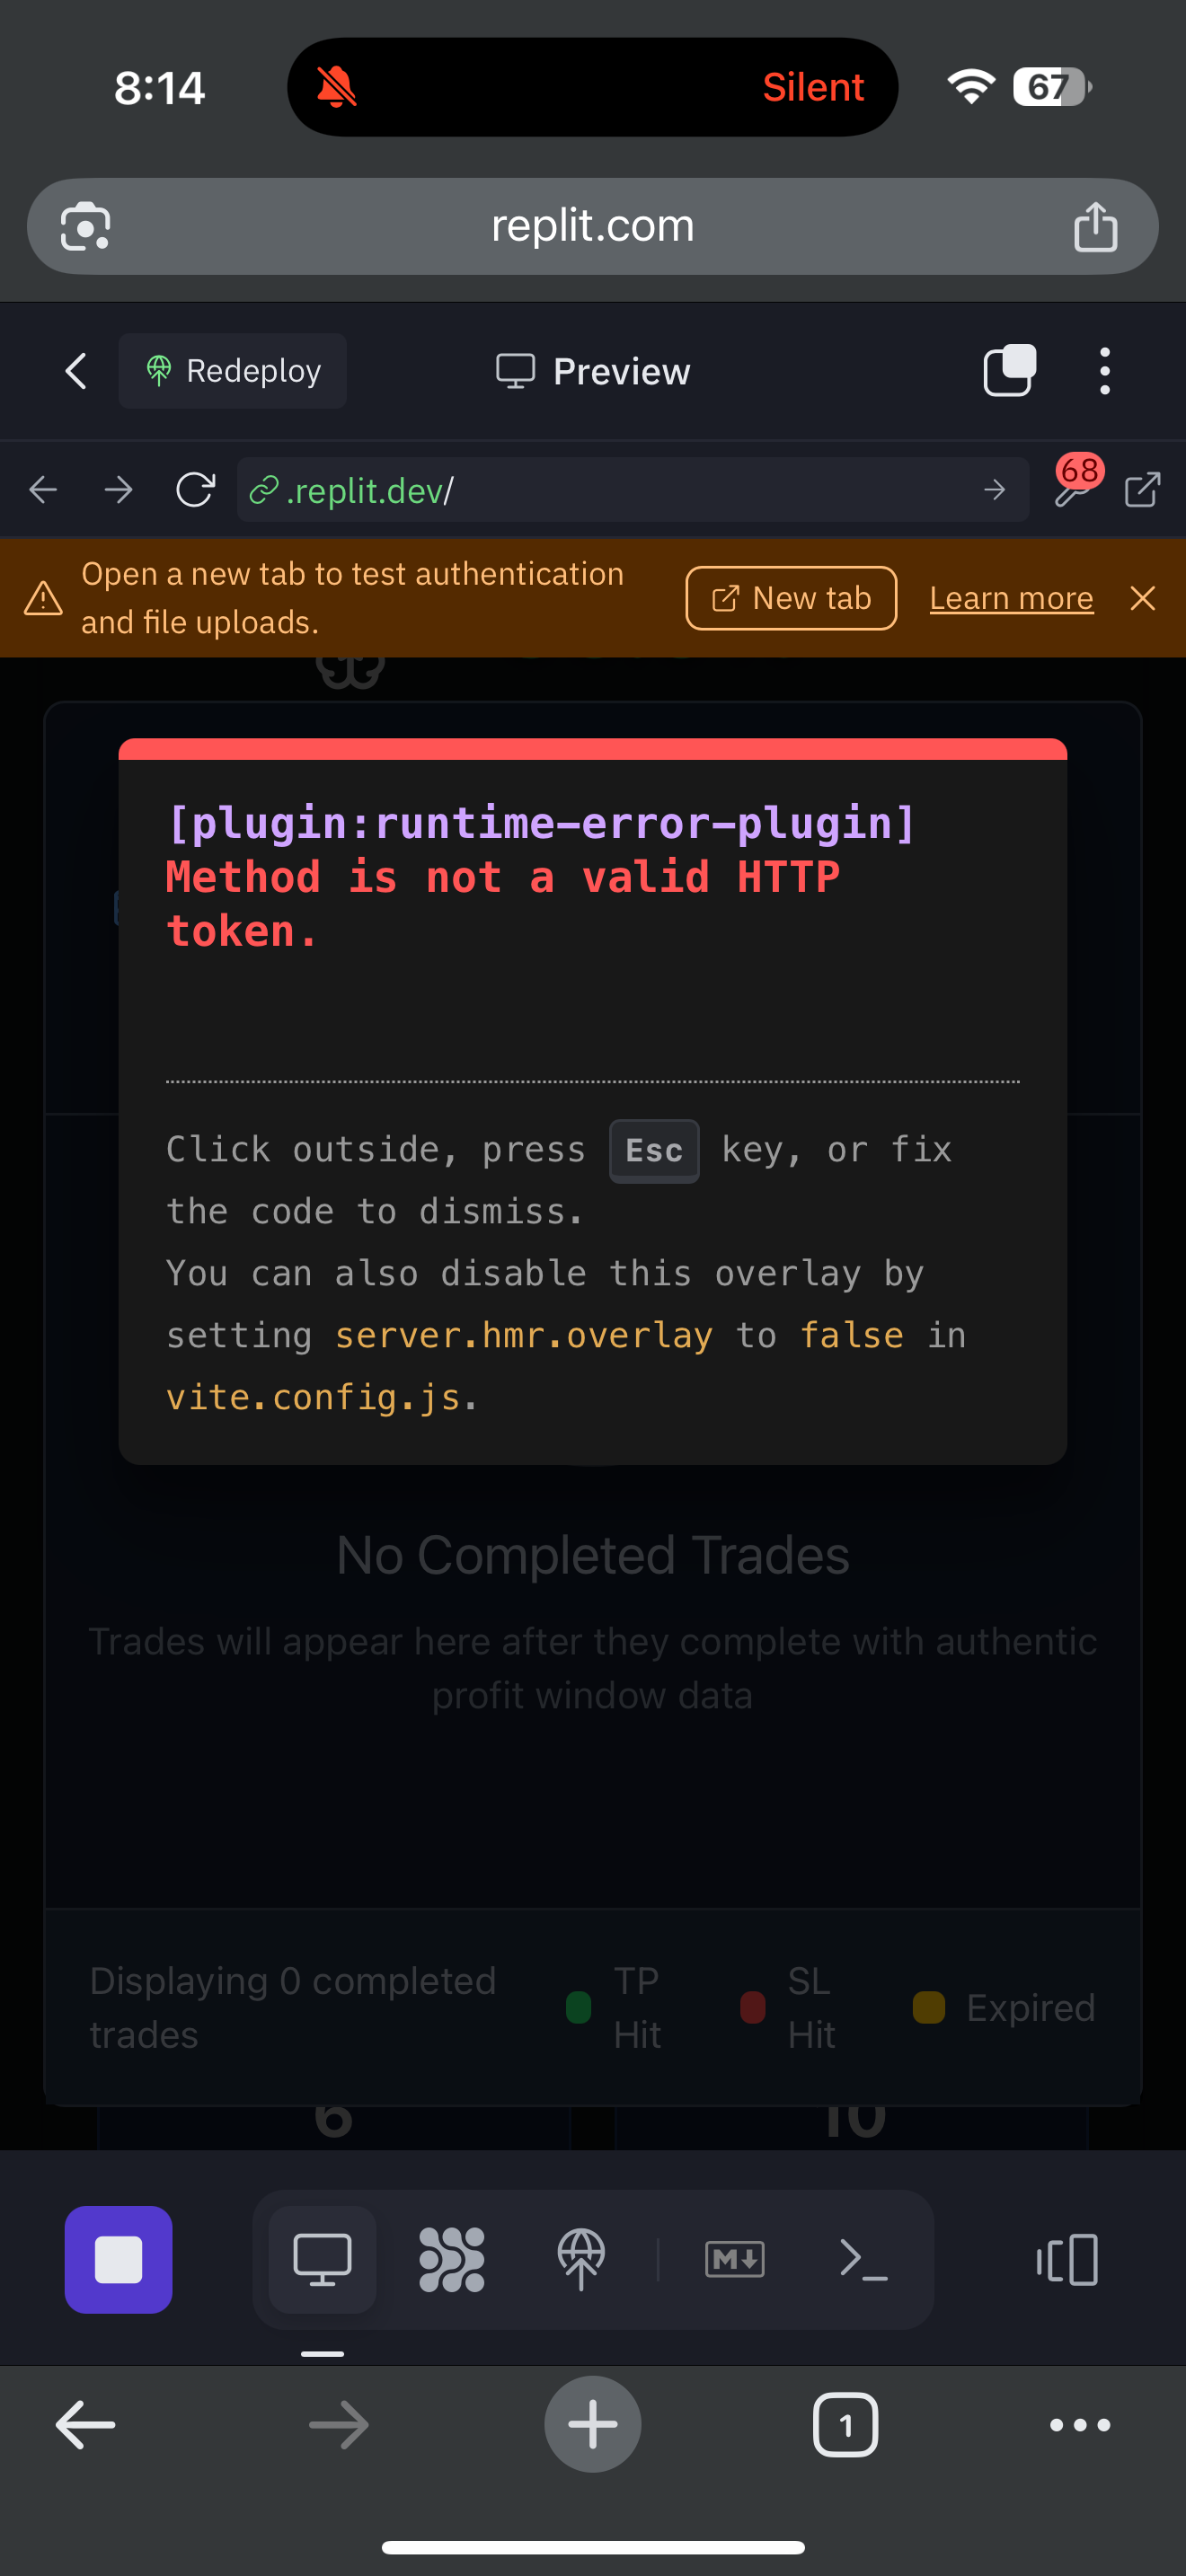 8:14
Silent
67
replit.com
Redeploy
Preview
.replit.dev/
68
Open a new tab to test authentication
and file uploads.
New tab
Learn more
[plugin:runtime-error-plugin]
Method is not a valid HTTP
token.
Click outside, press Esc key, or fix
the code to dismiss.
You can also disable this overlay by
setting server.hmr.overlay to false in
vite.config.js.
No Completed Trades
Trades will appear here after they complete with authentic
profit window data
Displaying 0 completed
trades
TP
Hit
SL
Hit
Expired
6
10
M
1